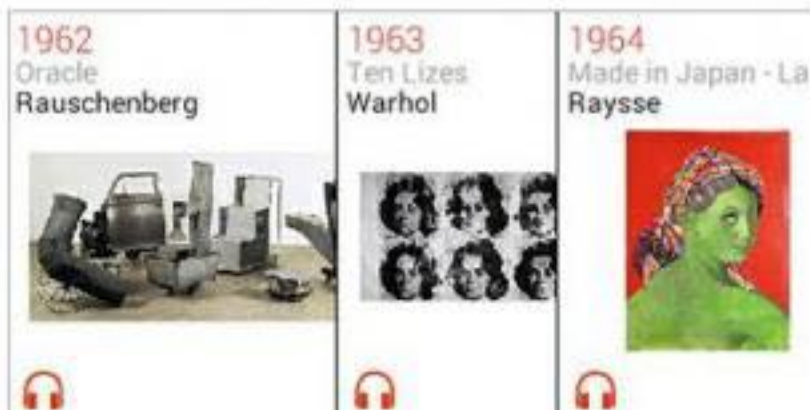 1962
Oracle
Rauschenberg
1963
Ten Lizes
Warhol
1964
Made in Japan - La
Raysse